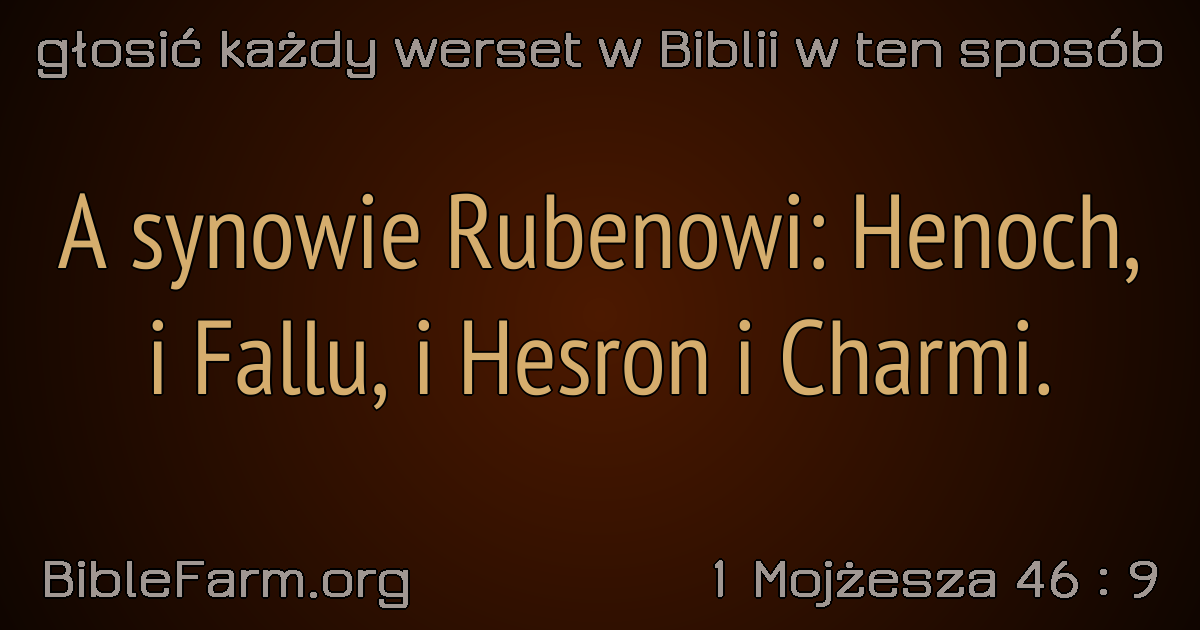 głosić każdy werset w Biblii w ten sposób
A synowie Rubenowi: Henoch,
i Fallu, i Hesron i Charmi.
BibleFarm.org
1 Mojżesza 46 : 9